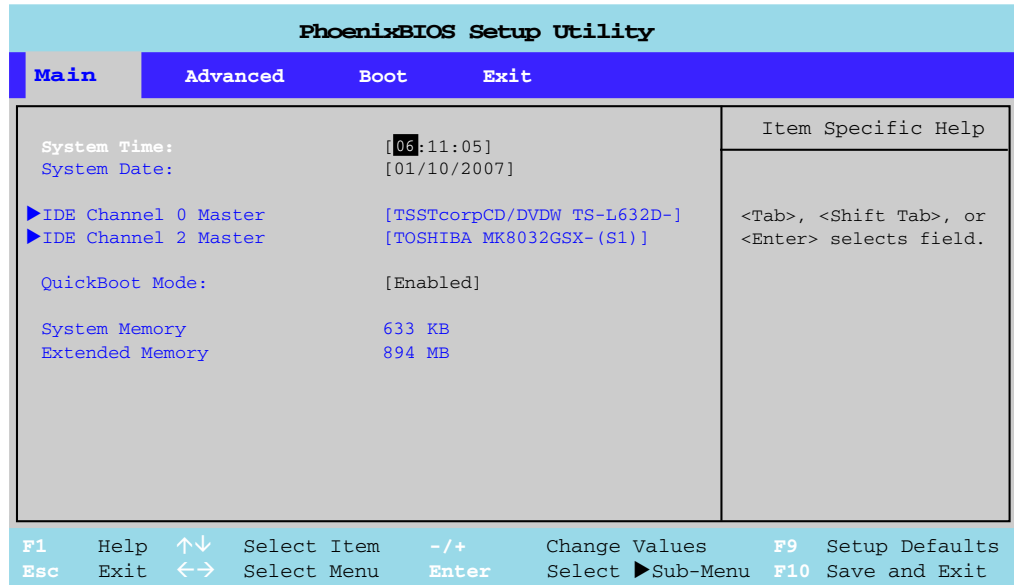 PhoenixBIOS Setup Utility
Main Advanced Boot Exit
Item Specific Help
System Time: [06:11:05]
System Date: [01/10/2007]
▶IDE Channel 0 Master [TSSTcorpCD/DVDW TS-L632D-]
▶IDE Channel 2 Master [TOSHIBA MK8032GSX-(S1)]
QuickBoot Mode: [Enabled]
System Memory 633 KB
Extended Memory 894 MB
<Tab>, <Shift Tab>, or
<Enter> selects field.
F1 Help ↑↓ Select Item -/+ Change Values F9 Setup Defaults
Esc Exit ←→ Select Menu Enter Select ▶Sub-Menu F10 Save and Exit